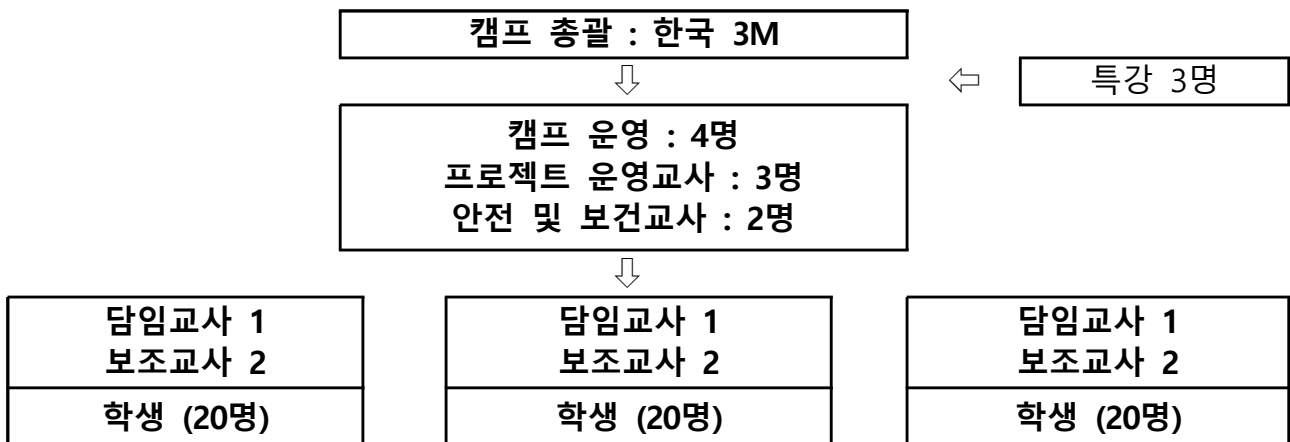 캠프 총괄 : 한국 3M
특강 3명
캠프 운영 : 4명
프로젝트 운영교사 : 3명
안전 및 보건교사 : 2명
담임교사 1
보조교사 2
학생 (20명)
담임교사 1
보조교사 2
학생 (20명)
담임교사 1
보조교사 2
학생 (20명)